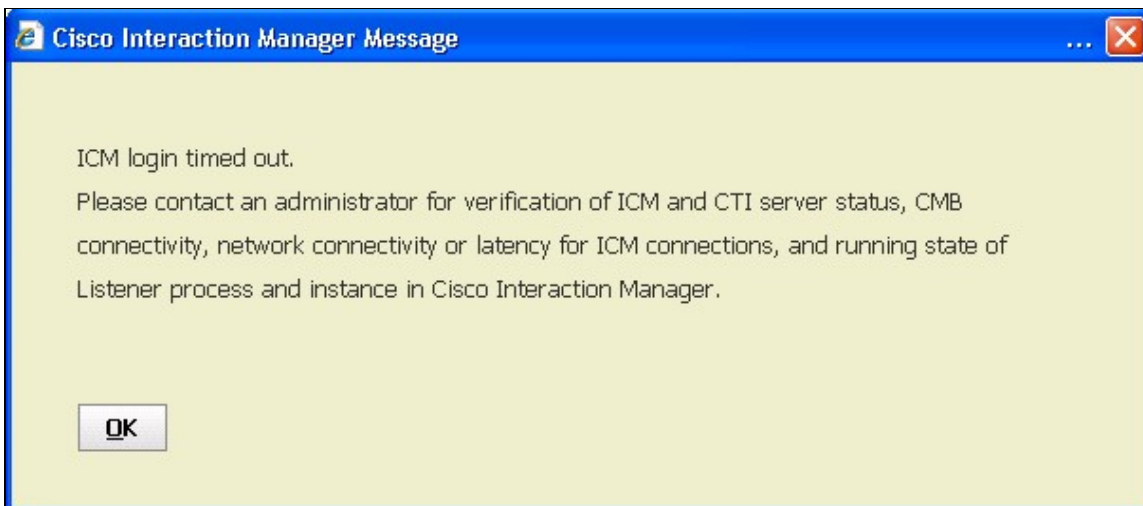 Cisco Interaction Manager Message ...
ICM login timed out.
Please contact an administrator for verification of ICM and CTI server status, CMB
connectivity, network connectivity or latency for ICM connections, and running state of
Listener process and instance in Cisco Interaction Manager.
OK